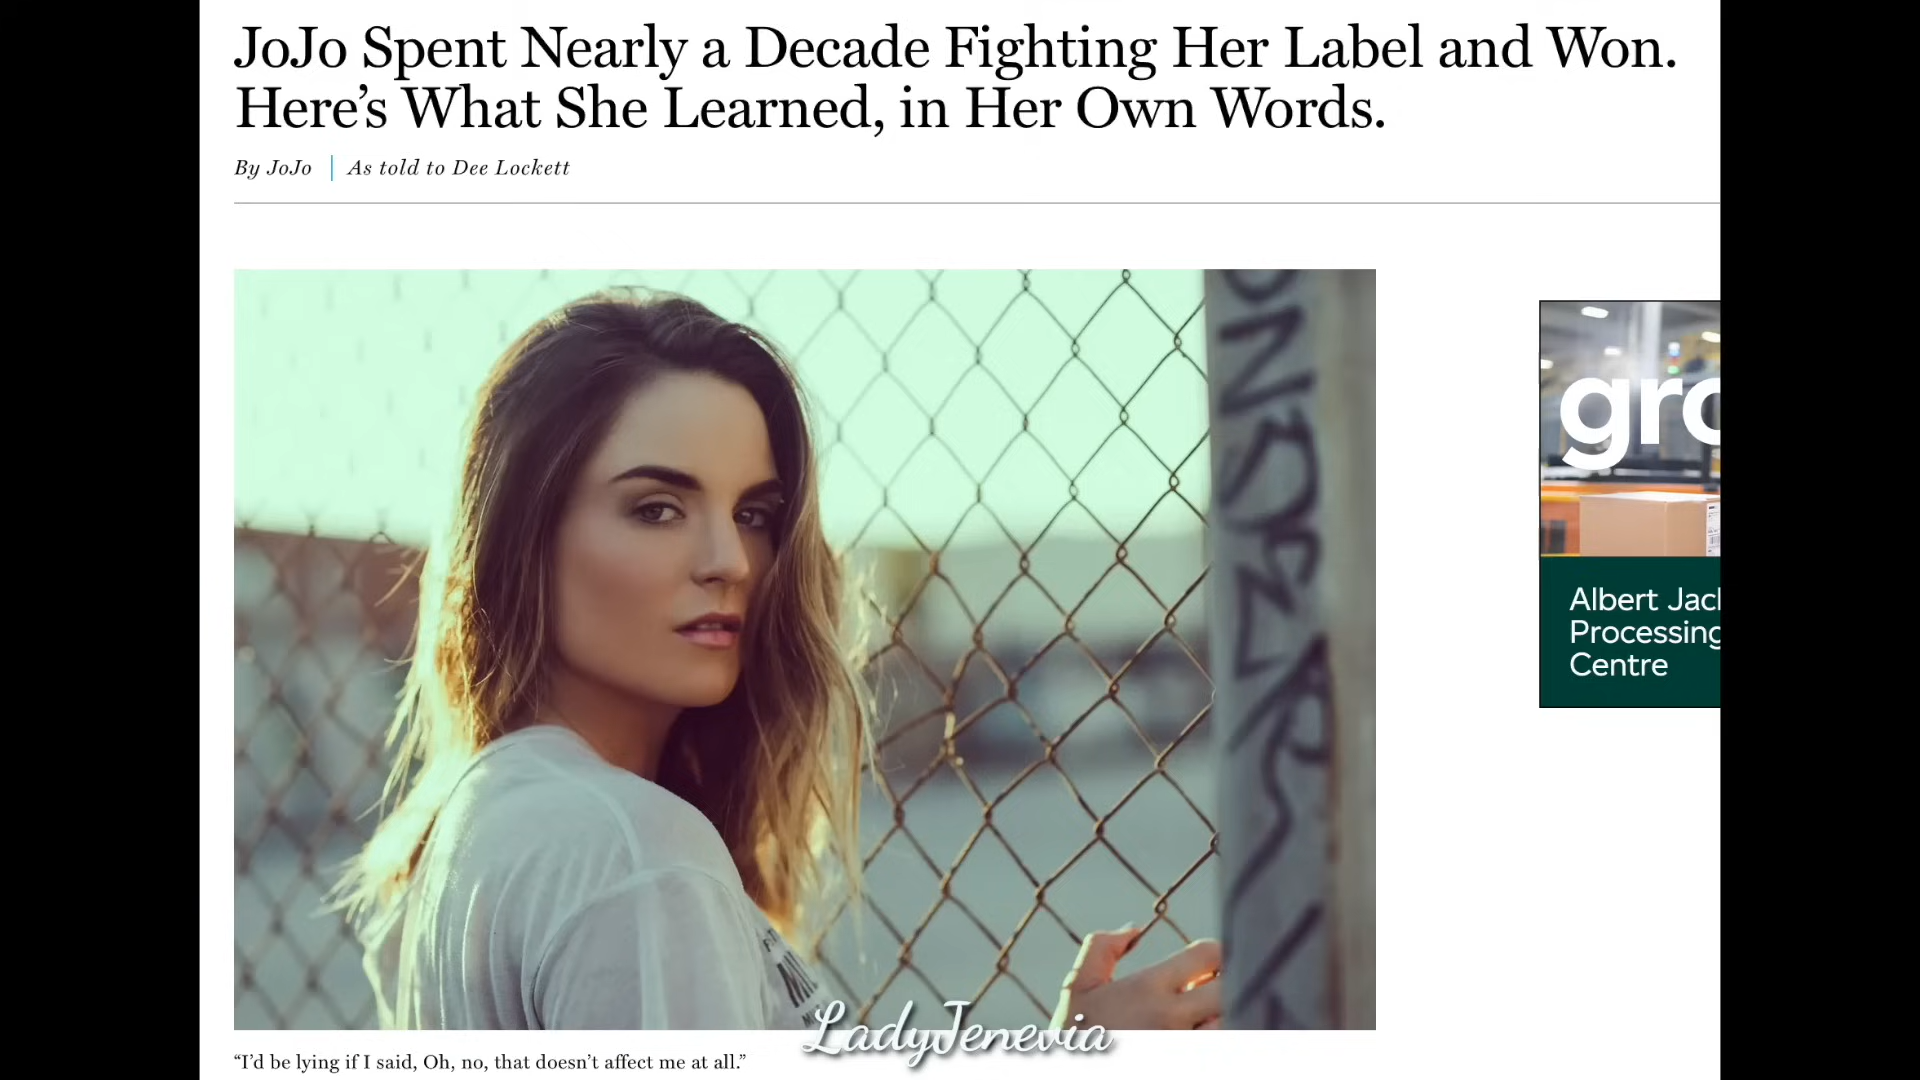 JoJo Spent Nearly a Decade Fighting Her Label and Won.
Here’s What She Learned, in Her Own Words.
By JoJo | As told to Dee Lockett
gro
Albert Jac
Processing
Centre
LadyJenevia
“I’d be lying if I said, Oh, no, that doesn’t affect me at all.”